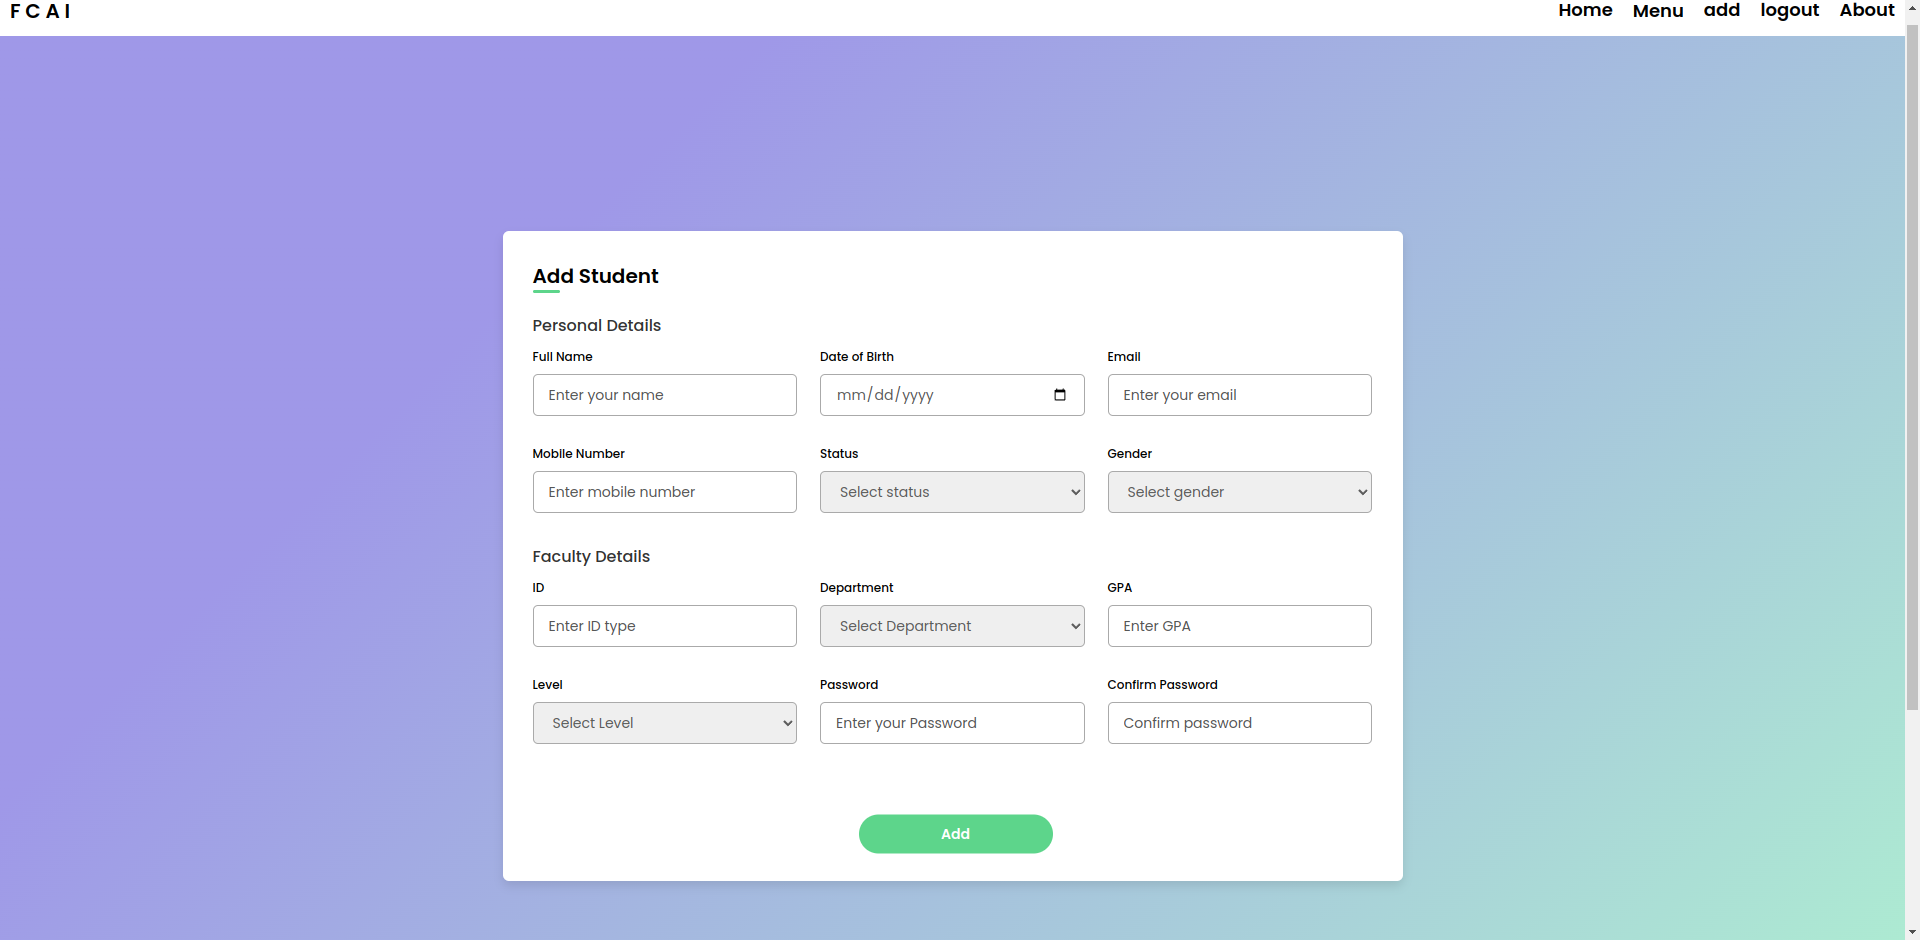 F C A I
Home Menu add logout About
Add Student
Personal Details
Full Name Date of Birth Email
Enter your name mm/dd/yyyy Enter your email
Mobile Number Status Gender
Enter mobile number Select status Select gender
Faculty Details
ID Department GPA
Enter ID type Select Department Enter GPA
Level Password Confirm Password
Select Level Enter your Password Confirm password
Add